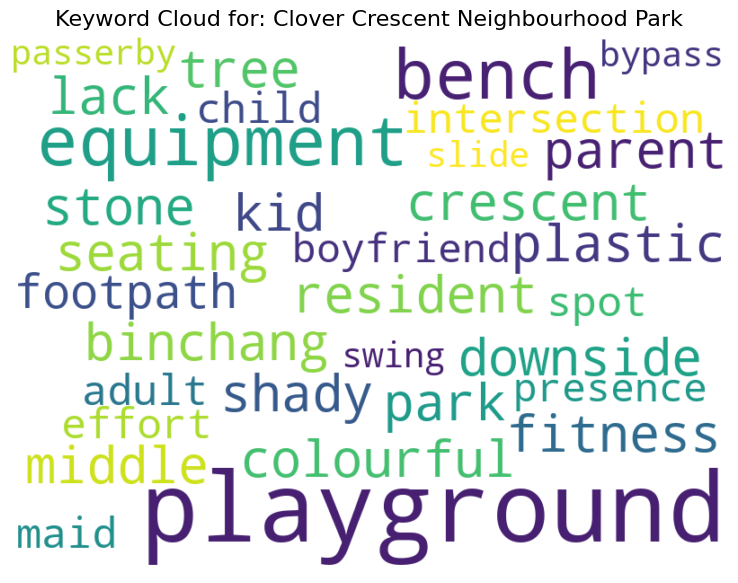 Keyword Cloud for: Clover Crescent Neighbourhood Park
passerby tree bench bypass
lack child intersection
equipment slide parent
stone kid crescent
seating boyfriend plastic
footpath resident spot
binchang swing downside
adult shady park presence
effort fitness
middle colourful
maid playground